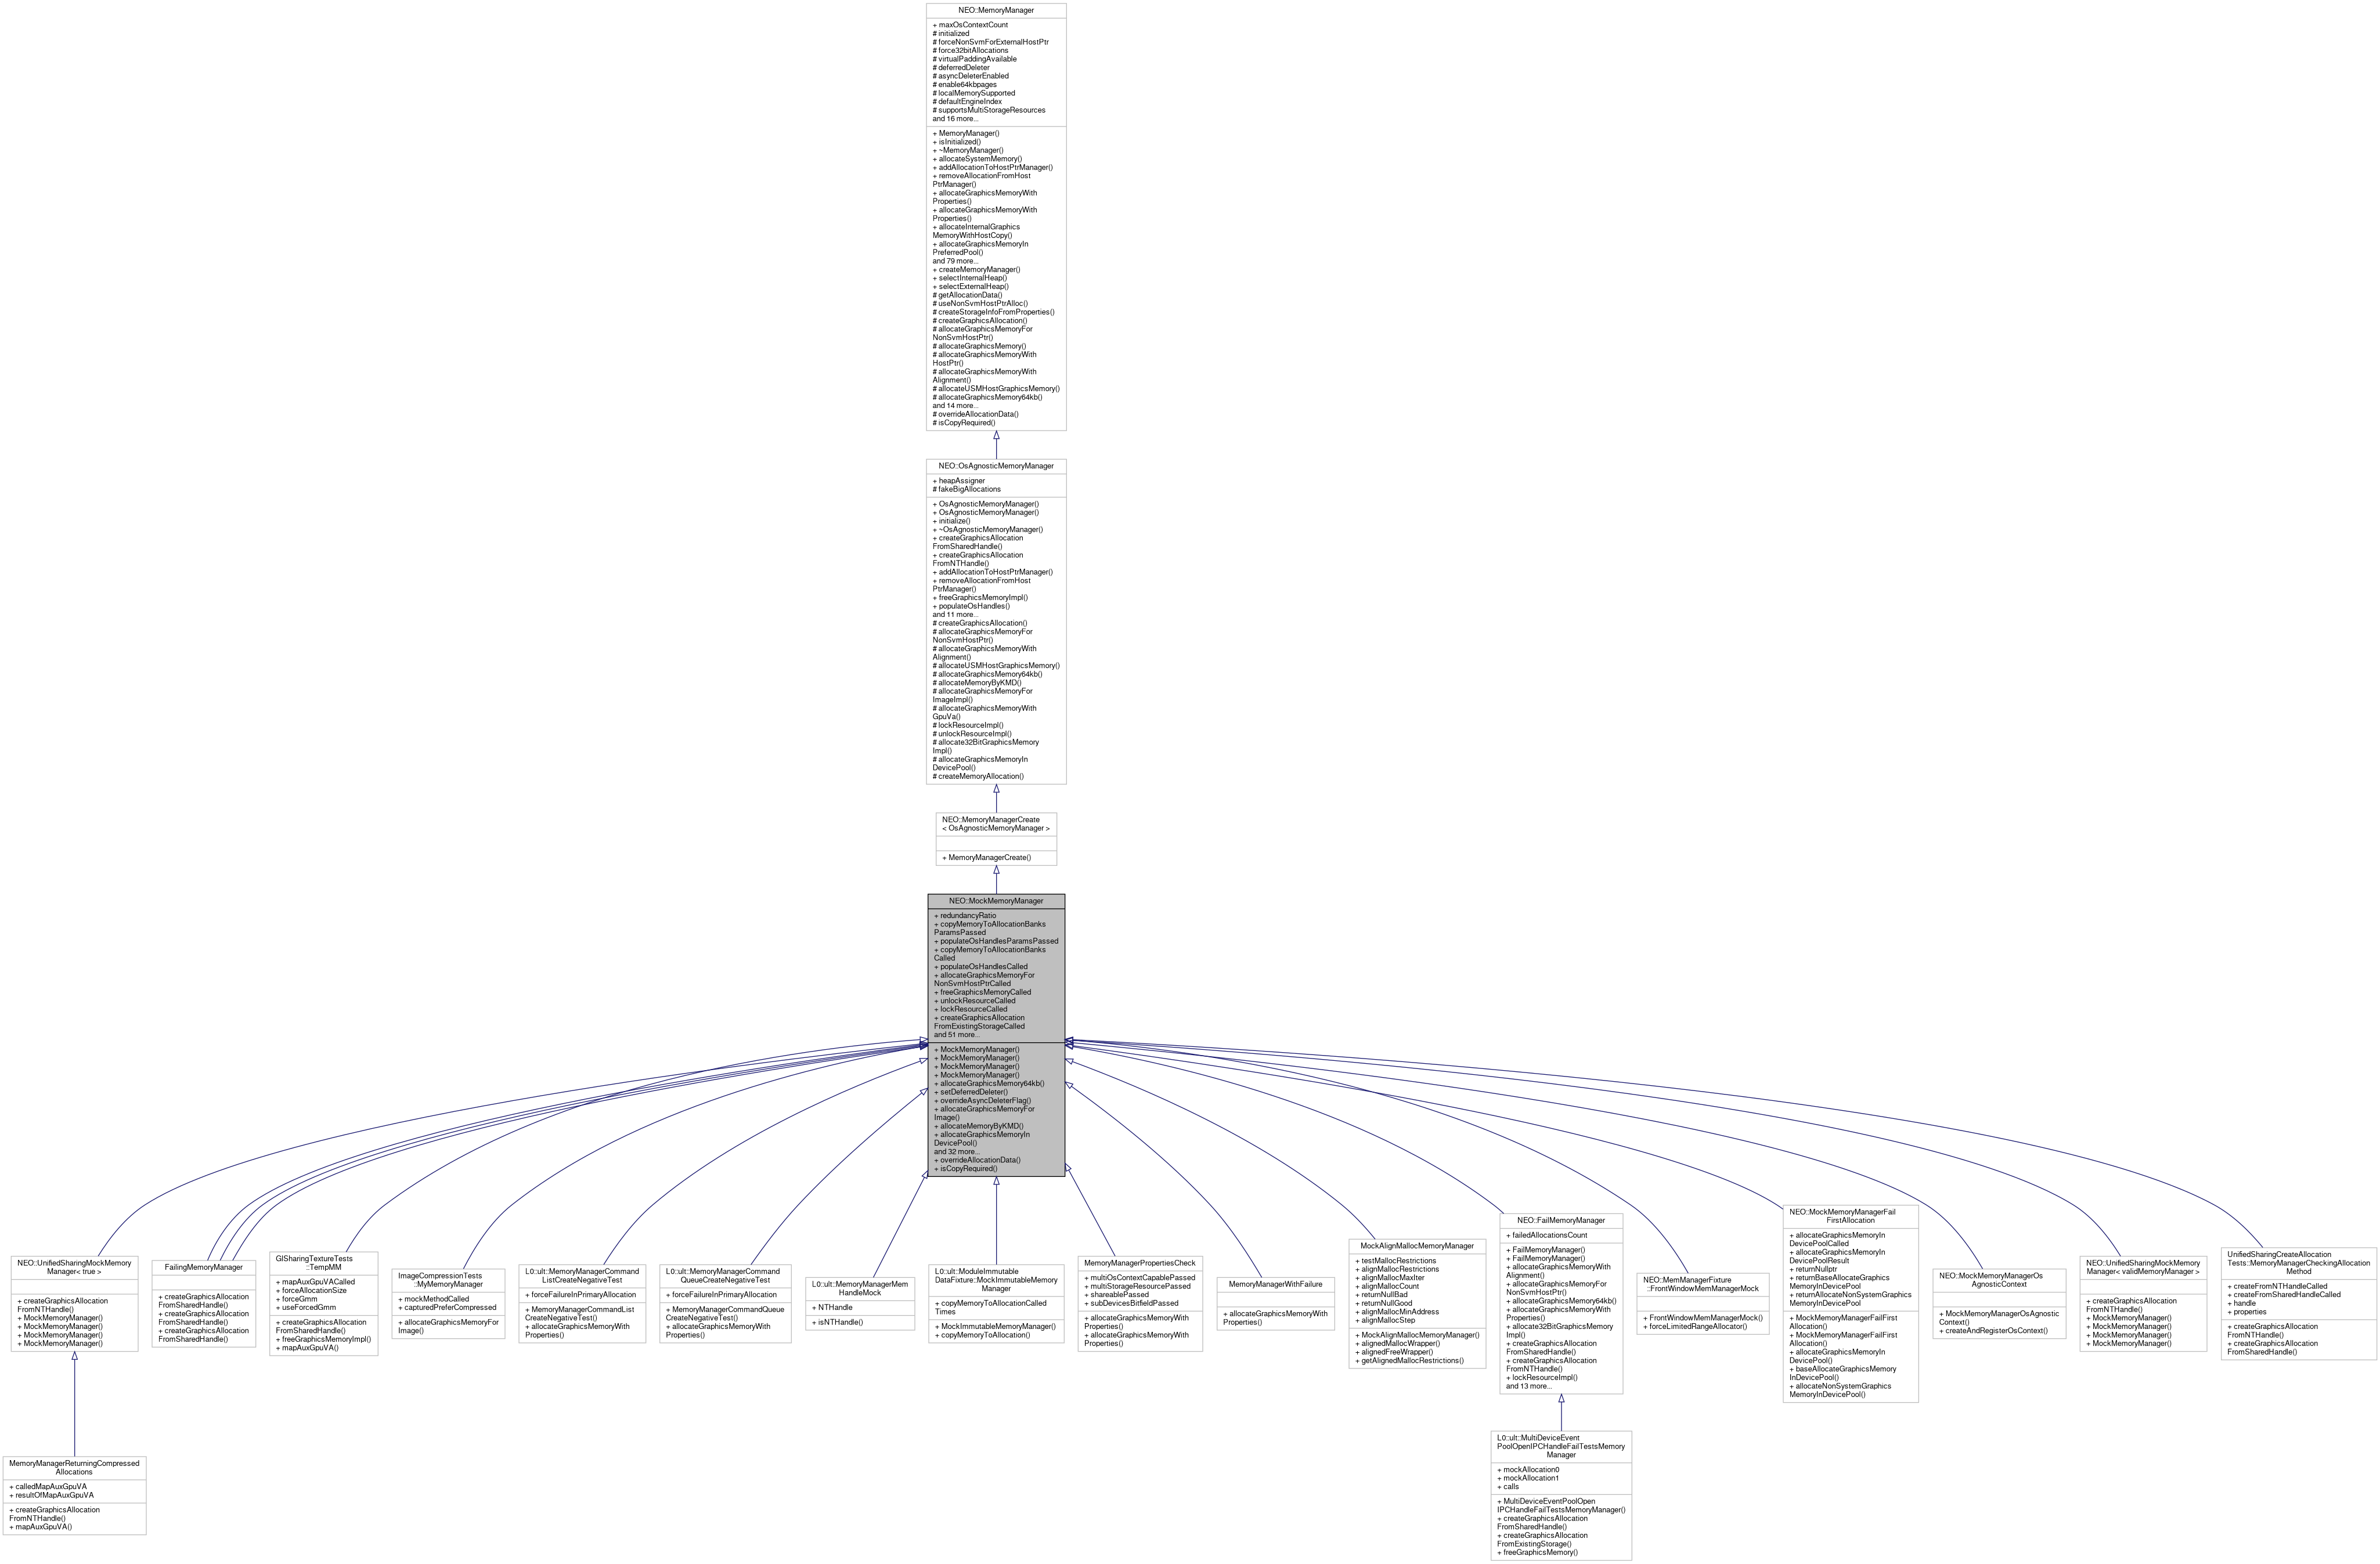 NEO::MemoryManager
+ maxOsContextCount
# initialized
# forceNonSvmForExternalHostPtr
# force32bitAllocations
# virtualPaddingAvailable
# deferredDeleter
# asyncDeleterEnabled
# enable64kbpages
# localMemorySupported
# defaultEngineIndex
# supportsMultiStorageResources
and 16 more...
+ MemoryManager()
+ isInitialized()
+ ~MemoryManager()
+ allocateSystemMemory()
+ addAllocationToHostPtrManager()
+ removeAllocationFromHost
PtrManager()
+ allocateGraphicsMemoryWith
Properties()
+ allocateGraphicsMemoryWith
Properties()
+ allocateInternalGraphics
MemoryWithHostCopy()
+ allocateGraphicsMemoryIn
PreferredPool()
and 79 more...
+ createMemoryManager()
+ selectInternalHeap()
+ selectExternalHeap()
# getAllocationData()
# useNonSvmHostPtrAlloc()
# createStorageInfoFromProperties()
# createGraphicsAllocation()
# allocateGraphicsMemoryFor
NonSvmHostPtr()
# allocateGraphicsMemory()
# allocateGraphicsMemoryWith
HostPtr()
# allocateGraphicsMemoryWith
Alignment()
# allocateUSMHostGraphicsMemory()
# allocateGraphicsMemory64kb()
and 14 more...
# overrideAllocationData()
# isCopyRequired()
NEO::OsAgnosticMemoryManager
+ heapAssigner
# fakeBigAllocations
+ OsAgnosticMemoryManager()
+ OsAgnosticMemoryManager()
+ initialize()
+ ~OsAgnosticMemoryManager()
+ createGraphicsAllocation
FromSharedHandle()
+ createGraphicsAllocation
FromNTHandle()
+ addAllocationToHostPtrManager()
+ removeAllocationFromHost
PtrManager()
+ freeGraphicsMemoryImpl()
+ populateOsHandles()
and 11 more...
# createGraphicsAllocation()
# allocateGraphicsMemoryFor
NonSvmHostPtr()
# allocateGraphicsMemoryWith
Alignment()
# allocateUSMHostGraphicsMemory()
# allocateGraphicsMemory64kb()
# allocateMemoryByKMD()
# allocateGraphicsMemoryFor
ImageImpl()
# allocateGraphicsMemoryWith
GpuVa()
# lockResourceImpl()
# unlockResourceImpl()
# allocate32BitGraphicsMemory
Impl()
# allocateGraphicsMemoryIn
DevicePool()
# createMemoryAllocation()
NEO::MemoryManagerCreate
< OsAgnosticMemoryManager >
+ MemoryManagerCreate()
NEO::MockMemoryManager
+ redundancyRatio
+ copyMemoryToAllocationBanks
ParamsPassed
+ populateOsHandlesParamsPassed
+ copyMemoryToAllocationBanks
Called
+ populateOsHandlesCalled
+ allocateGraphicsMemoryFor
NonSvmHostPtrCalled
+ freeGraphicsMemoryCalled
+ unlockResourceCalled
+ lockResourceCalled
+ createGraphicsAllocation
FromExistingStorageCalled
and 51 more...
+ MockMemoryManager()
+ MockMemoryManager()
+ MockMemoryManager()
+ MockMemoryManager()
+ allocateGraphicsMemory64kb()
+ setDeferredDeleter()
+ overrideAsyncDeleterFlag()
+ allocateGraphicsMemoryFor
Image()
+ allocateMemoryByKMD()
+ allocateGraphicsMemoryIn
DevicePool()
and 32 more...
+ overrideAllocationData()
+ isCopyRequired()
NEO::UnifiedSharingMockMemory
Manager< true >
+ createGraphicsAllocation
FromNTHandle()
+ MockMemoryManager()
+ MockMemoryManager()
+ MockMemoryManager()
+ MockMemoryManager()
FailingMemoryManager
+ createGraphicsAllocation
FromSharedHandle()
+ createGraphicsAllocation
FromSharedHandle()
+ createGraphicsAllocation
FromSharedHandle()
GlSharingTextureTests
::TempMM
+ mapAuxGpuVACalled
+ forceAllocationSize
+ forceGmm
+ useForcedGmm
+ createGraphicsAllocation
FromSharedHandle()
+ freeGraphicsMemoryImpl()
+ mapAuxGpuVA()
ImageCompressionTests
::MyMemoryManager
+ mockMethodCalled
+ capturedPreferCompressed
+ allocateGraphicsMemoryFor
Image()
L0::ult::MemoryManagerCommand
ListCreateNegativeTest
+ forceFailureInPrimaryAllocation
+ MemoryManagerCommandList
CreateNegativeTest()
+ allocateGraphicsMemoryWith
Properties()
L0::ult::MemoryManagerCommand
QueueCreateNegativeTest
+ forceFailureInPrimaryAllocation
+ MemoryManagerCommandQueue
CreateNegativeTest()
+ allocateGraphicsMemoryWith
Properties()
L0::ult::MemoryManagerMem
HandleMock
+ NTHandle
+ isNTHandle()
L0::ult::ModuleImmutable
DataFixture::MockImmutableMemory
Manager
+ copyMemoryToAllocationCalled
Times
+ MockImmutableMemoryManager()
+ copyMemoryToAllocation()
MemoryManagerPropertiesCheck
+ multiOsContextCapablePassed
+ multiStorageResourcePassed
+ shareablePassed
+ subDevicesBitfieldPassed
+ allocateGraphicsMemoryWith
Properties()
+ allocateGraphicsMemoryWith
Properties()
MemoryManagerWithFailure
+ allocateGraphicsMemoryWith
Properties()
MockAlignMallocMemoryManager
+ testMallocRestrictions
+ alignMallocRestrictions
+ alignMallocMaxIter
+ alignMallocCount
+ returnNullBad
+ returnNullGood
+ alignMallocMinAddress
+ alignMallocStep
+ MockAlignMallocMemoryManager()
+ alignedMallocWrapper()
+ alignedFreeWrapper()
+ getAlignedMallocRestrictions()
NEO::FailMemoryManager
+ failedAllocationsCount
+ FailMemoryManager()
+ FailMemoryManager()
+ allocateGraphicsMemoryWith
Alignment()
+ allocateGraphicsMemoryFor
NonSvmHostPtr()
+ allocateGraphicsMemory64kb()
+ allocateGraphicsMemoryWith
Properties()
+ allocate32BitGraphicsMemory
Impl()
+ createGraphicsAllocation
FromSharedHandle()
+ createGraphicsAllocation
FromNTHandle()
+ lockResourceImpl()
and 13 more...
NEO::MemManagerFixture
::FrontWindowMemManagerMock
+ FrontWindowMemManagerMock()
+ forceLimitedRangeAllocator()
NEO::MockMemoryManagerFail
FirstAllocation
+ allocateGraphicsMemoryIn
DevicePoolCalled
+ allocateGraphicsMemoryIn
DevicePoolResult
+ returnNullptr
+ returnBaseAllocateGraphics
MemoryInDevicePool
+ returnAllocateNonSystemGraphics
MemoryInDevicePool
+ MockMemoryManagerFailFirst
Allocation()
+ MockMemoryManagerFailFirst
Allocation()
+ allocateGraphicsMemoryIn
DevicePool()
+ baseAllocateGraphicsMemory
InDevicePool()
+ allocateNonSystemGraphics
MemoryInDevicePool()
NEO::MockMemoryManagerOs
AgnosticContext
+ MockMemoryManagerOsAgnostic
Context()
+ createAndRegisterOsContext()
NEO::UnifiedSharingMockMemory
Manager< validMemoryManager >
+ createGraphicsAllocation
FromNTHandle()
+ MockMemoryManager()
+ MockMemoryManager()
+ MockMemoryManager()
+ MockMemoryManager()
UnifiedSharingCreateAllocation
Tests::MemoryManagerCheckingAllocation
Method
+ createFromNTHandleCalled
+ createFromSharedHandleCalled
+ handle
+ properties
+ createGraphicsAllocation
FromNTHandle()
+ createGraphicsAllocation
FromSharedHandle()
MemoryManagerReturningCompressed
Allocations
+ calledMapAuxGpuVA
+ resultOfMapAuxGpuVA
+ createGraphicsAllocation
FromNTHandle()
+ mapAuxGpuVA()
L0::ult::MultiDeviceEvent
PoolOpenIPCHandleFailTestsMemory
Manager
+ mockAllocation0
+ mockAllocation1
+ calls
+ MultiDeviceEventPoolOpen
IPCHandleFailTestsMemoryManager()
+ createGraphicsAllocation
FromSharedHandle()
+ createGraphicsAllocation
FromExistingStorage()
+ freeGraphicsMemory()